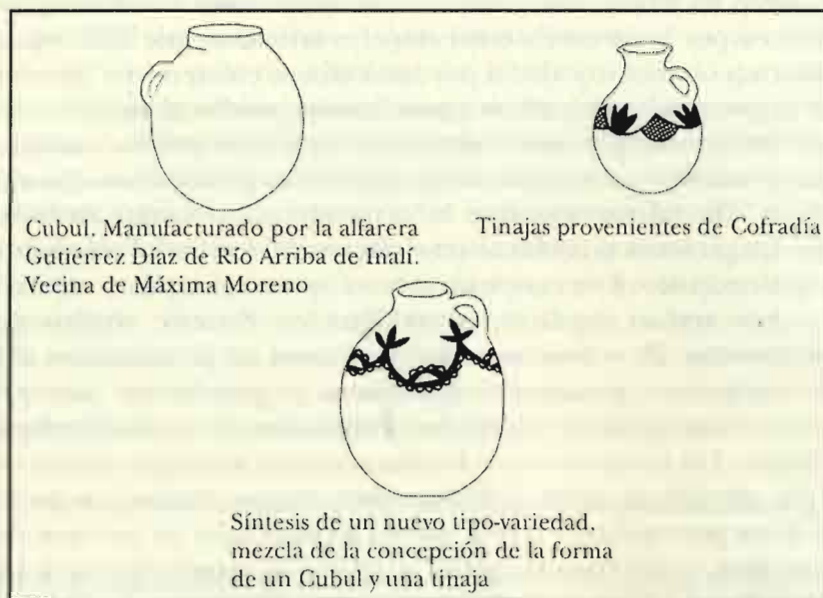 Cubul. Manufacturado por la alfarera
Gutiérrez Díaz de Río Arriba de Inalí.
Vecina de Máxima Moreno
Tinajas provenientes de Cofradía
Síntesis de un nuevo tipo-variedad,
mezcla de la concepción de la forma
de un Cubul y una tinaja